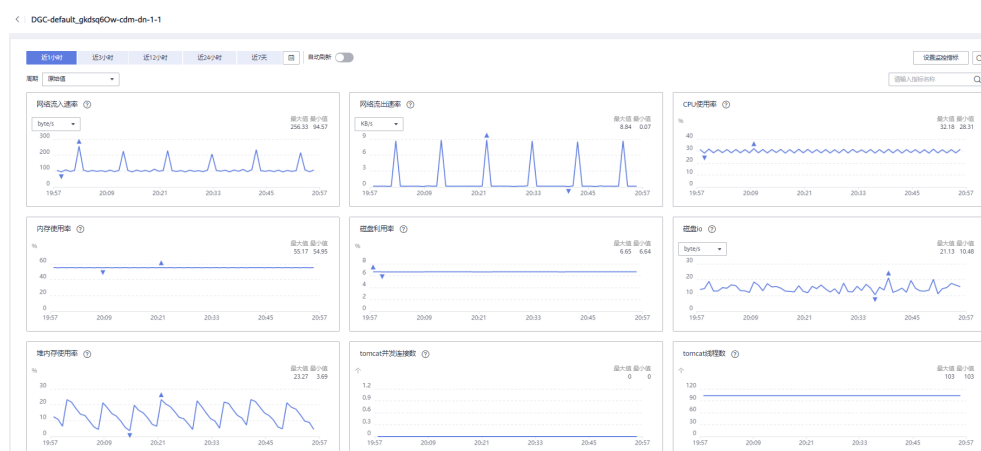 DGC-default_gkdsq6Ow-cdm-dn-1-1
近1小时 近3小时 近12小时 近24小时 近7天 自动刷新 设置监控指标
周期 原始值 请输入指标名称
网络流入速率
byte/s
最大值 最小值
256.33 94.57
300
200
100
0
19:57 20:09 20:21 20:33 20:45 20:57
网络流出速率
KB/s
最大值 最小值
8.84 0.07
9
6
3
0
19:57 20:09 20:21 20:33 20:45 20:57
CPU使用率
%
最大值 最小值
32.18 28.31
40
30
20
10
0
19:57 20:09 20:21 20:33 20:45 20:57
内存使用率
%
最大值 最小值
55.17 54.95
60
40
20
0
19:57 20:09 20:21 20:33 20:45 20:57
磁盘利用率
%
最大值 最小值
6.65 6.64
8
6
4
2
0
19:57 20:09 20:21 20:33 20:45 20:57
磁盘io
byte/s
最大值 最小值
21.13 10.48
30
20
10
0
19:57 20:09 20:21 20:33 20:45 20:57
堆内存使用率
%
最大值 最小值
23.27 3.69
30
20
10
0
19:57 20:09 20:21 20:33 20:45 20:57
tomcat并发连接数
个
最大值 最小值
0 0
1.2
0.9
0.6
0.3
0
19:57 20:09 20:21 20:33 20:45 20:57
tomcat线程数
个
最大值 最小值
103 103
120
90
60
30
0
19:57 20:09 20:21 20:33 20:45 20:57